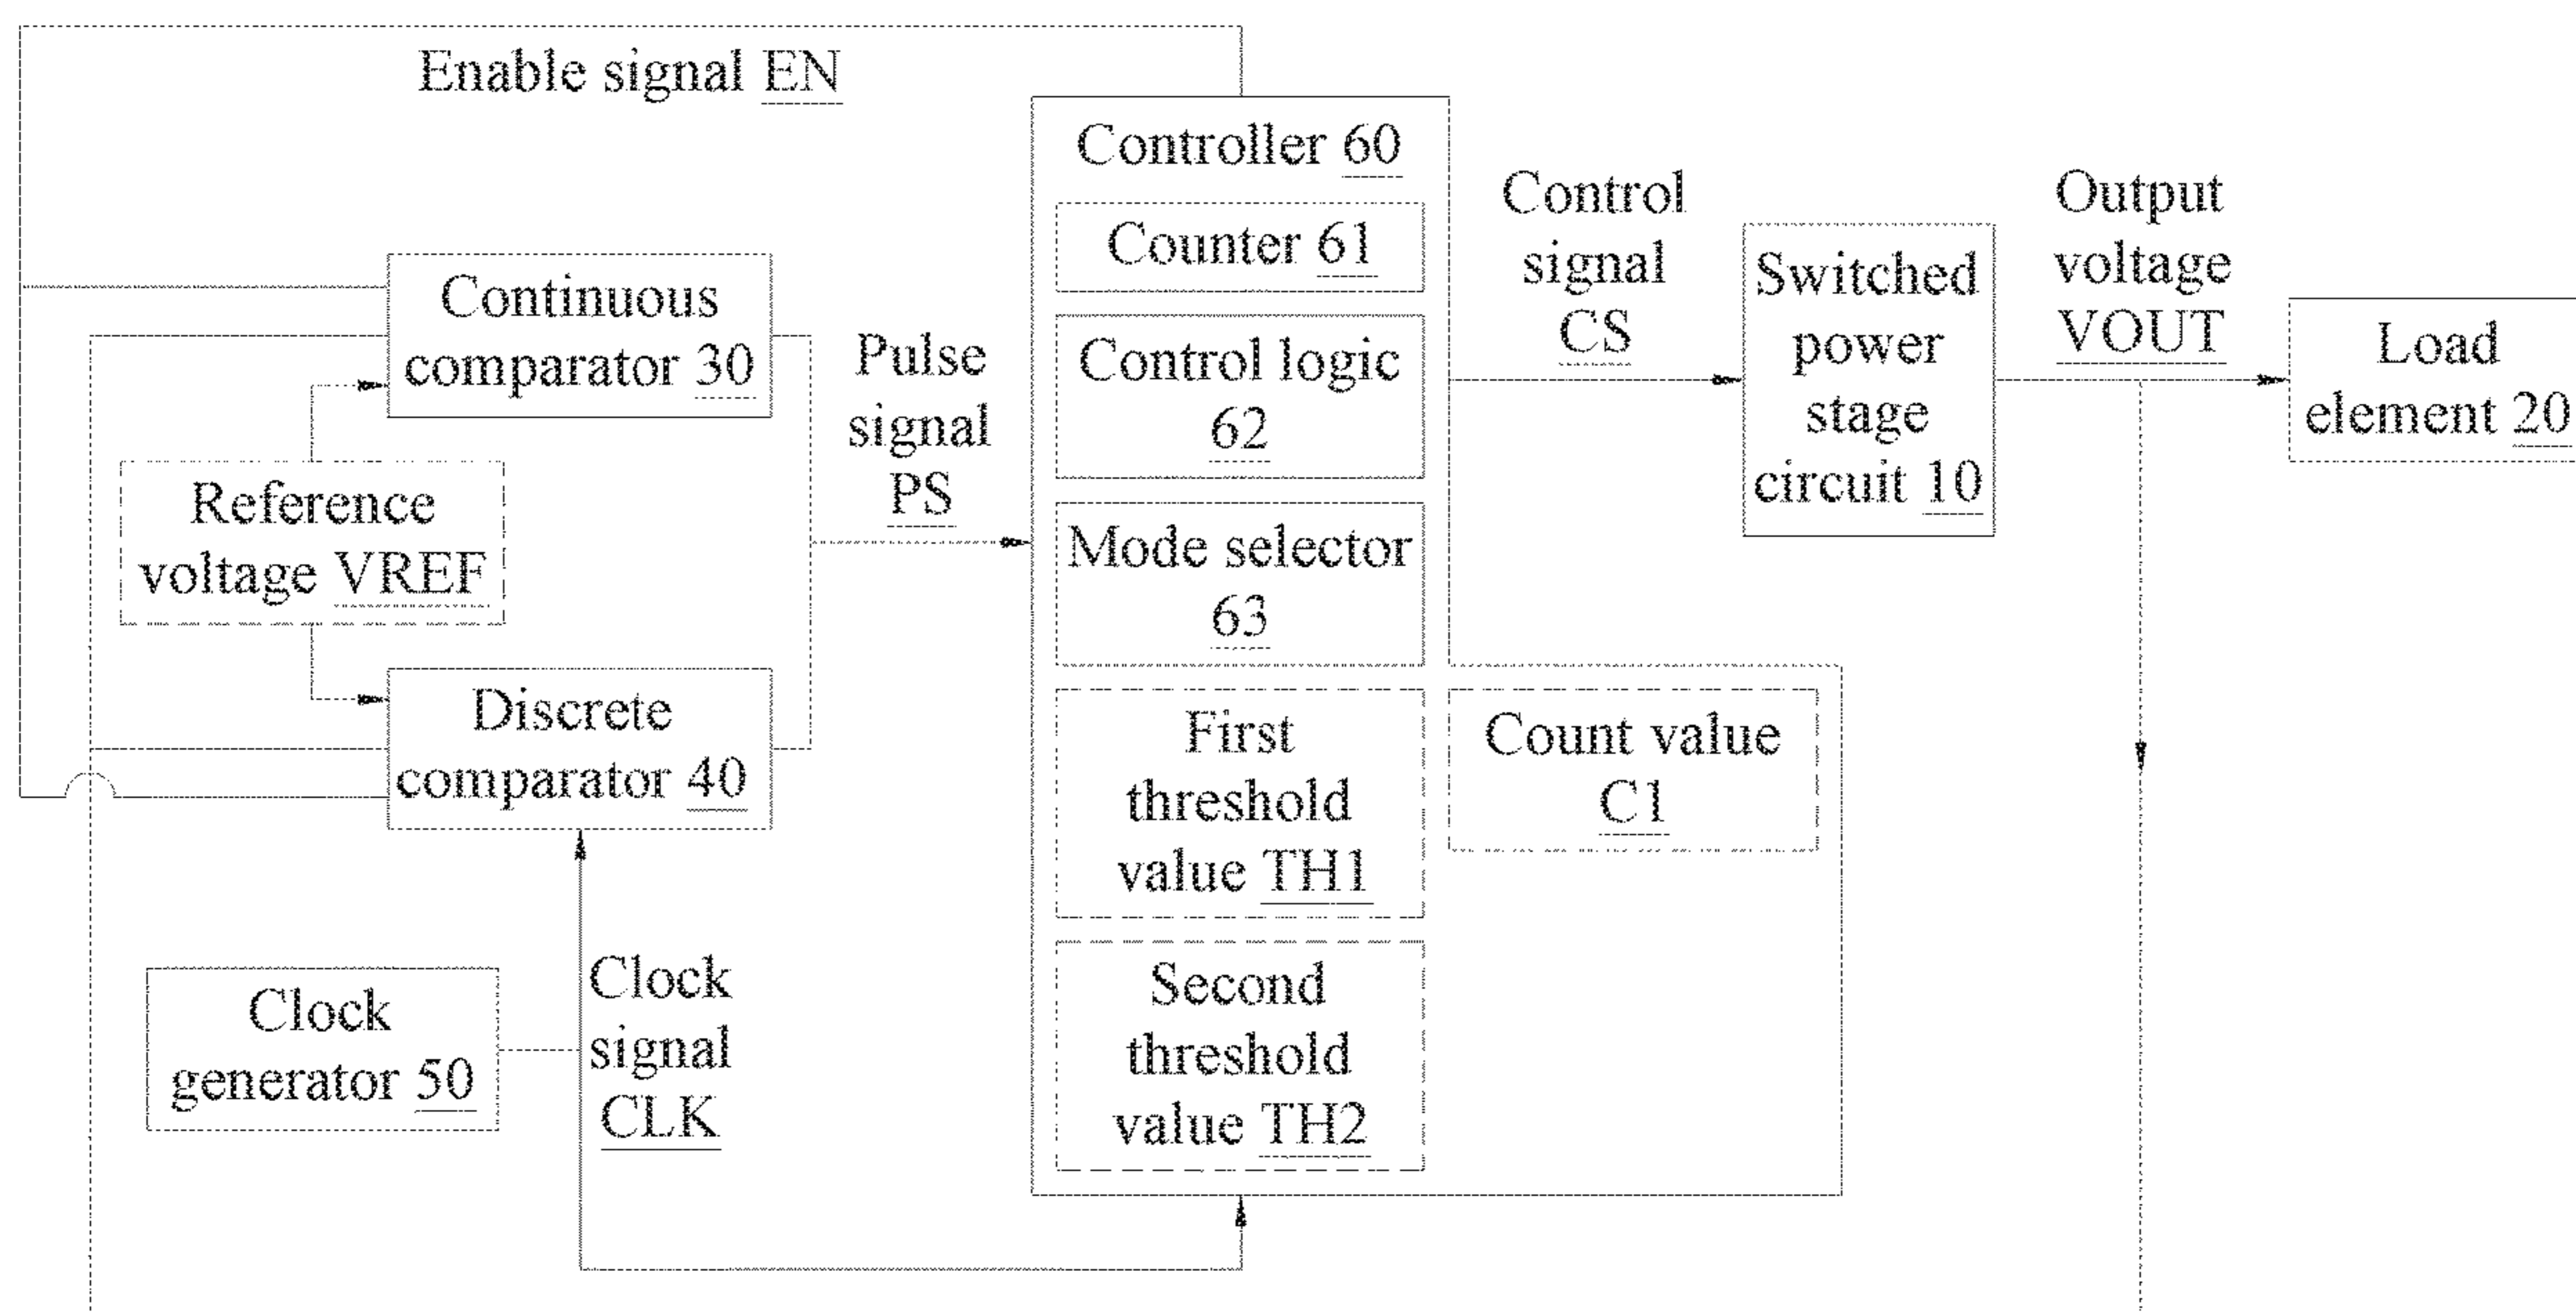 Enable signal EN
Controller 60
Counter 61
Control logic
62
Mode selector
63
First
threshold
value TH1
Second
threshold
value TH2
Count value
C1
Continuous
comparator 30
Reference
voltage VREF
Discrete
comparator 40
Pulse
signal
PS
Clock
generator 50
Clock
signal
CLK
Control
signal
CS
Switched
power
stage
circuit 10
Output
voltage
VOUT
Load
element 20